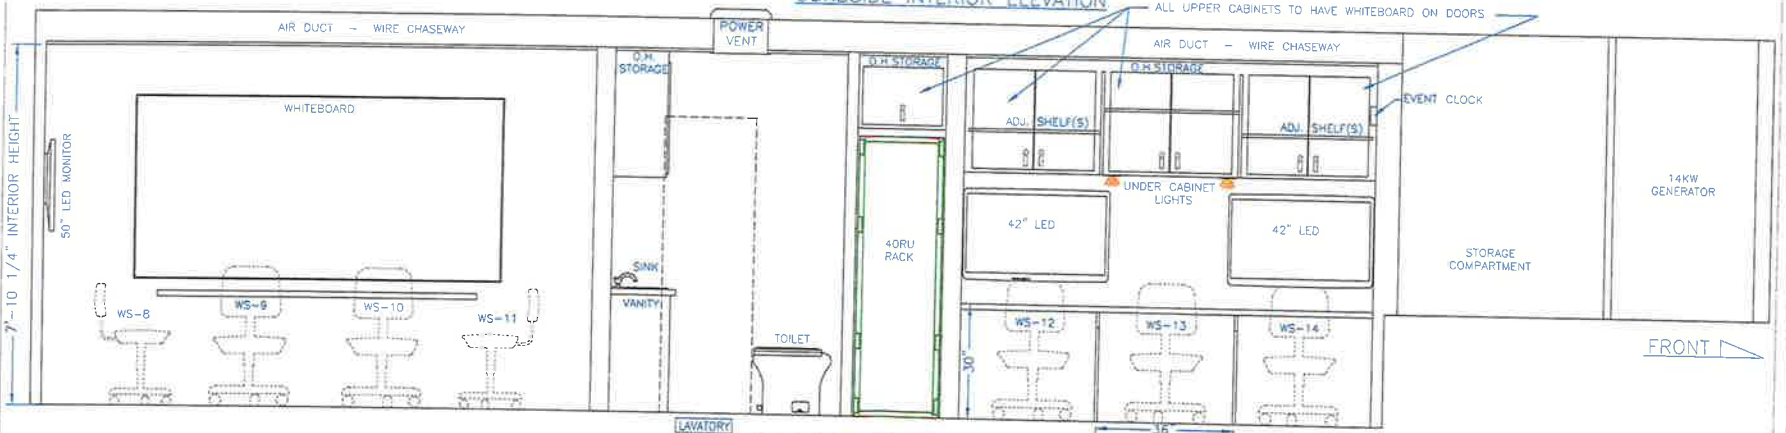 CURBSIDE INTERIOR ELEVATION
ALL UPPER CABINETS TO HAVE WHITEBOARD ON DOORS
AIR DUCT - WIRE CHASEWAY
POWER
VENT
AIR DUCT - WIRE CHASEWAY
O.H.
STORAGE
O.H.STORAGE
O.H.STORAGE
WHITEBOARD
EVENT CLOCK
ADJ. SHELF(S)
ADJ. SHELF(S)
7'-10 1/4" INTERIOR HEIGHT
50" LED MONITOR
UNDER CABINET
LIGHTS
14KW
GENERATOR
42" LED
42" LED
40RU
RACK
STORAGE
COMPARTMENT
SINK
VANITY
WS-8
WS-9
WS-10
WS-11
WS-12
WS-13
WS-14
TOILET
30"
FRONT
LAVATORY